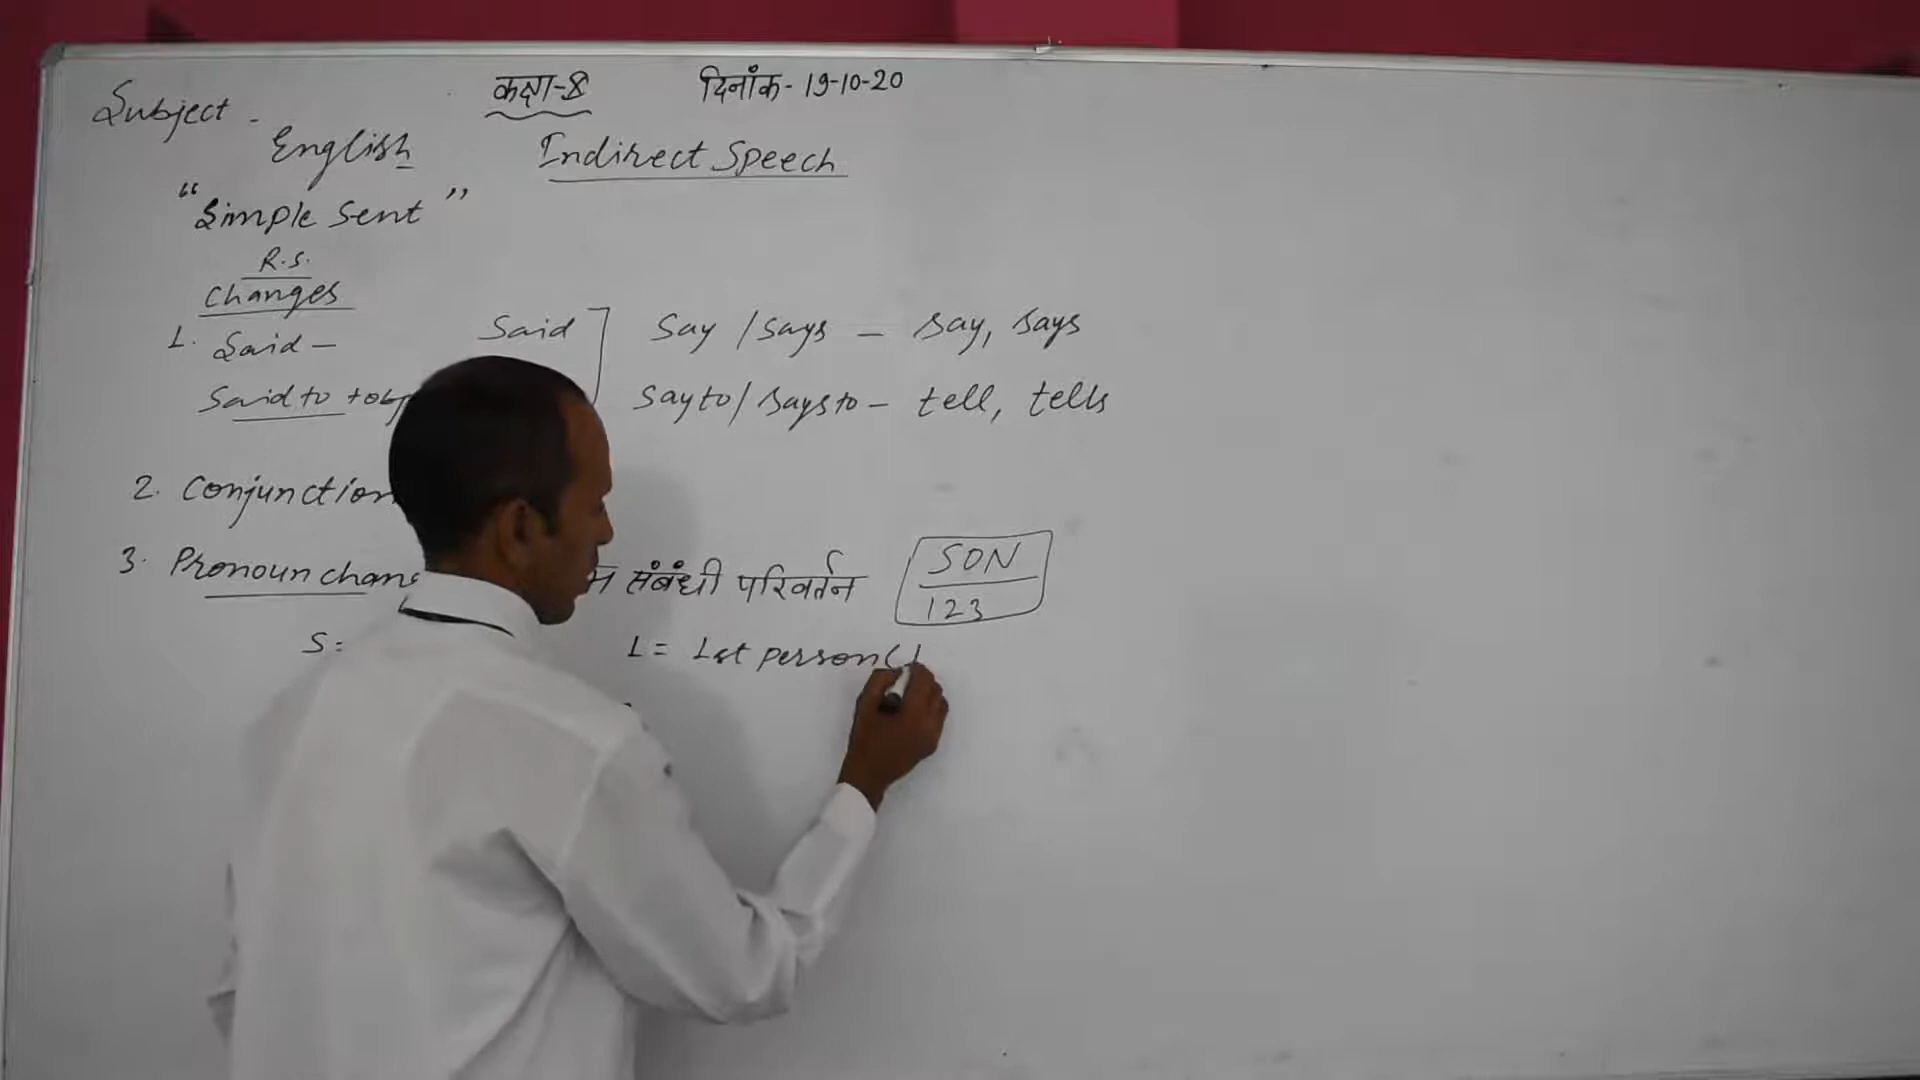 Subject -
कक्षा-8
दिनांक- 19-10-20
English
Indirect Speech
"Simple Sent"
R.S.
Changes
1. Said - Said
Say / Says - Say, Says
Said to
Say to / Says to - tell, tells
2. Conjunction
3. Pronoun
संबंधी परिवर्तन
SON
123
S =
1 = 1st person (